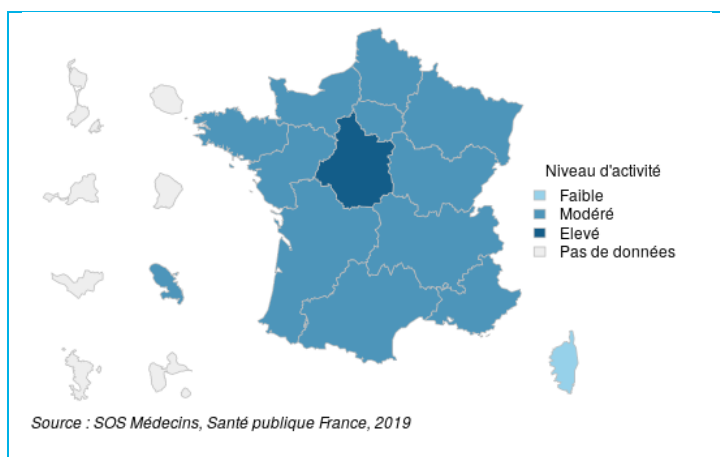 Niveau d'activité
Faible
Modéré
Elevé
Pas de données
Source : SOS Médecins, Santé publique France, 2019